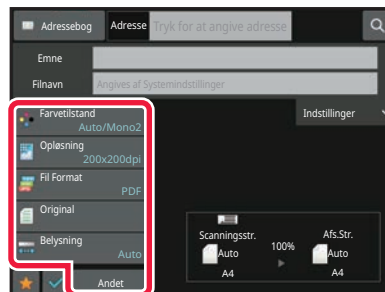 Adressebog Adresse Tryk for at angive adresse
Emne
Filnavn Angives af Systemindstillinger
Farvetilstand
Auto/Mono2
Indstillinger
Opløsning
200x200dpi
Fil Format
PDF
Original
Belysning
Auto
Andet
Scanningsstr. 100% Afs.Str.
Auto Auto
A4 A4